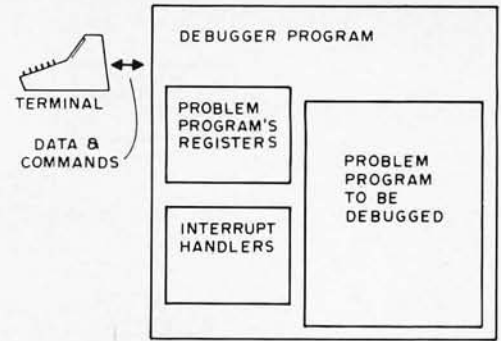 DEBUGGER PROGRAM
TERMINAL
DATA &
COMMANDS
PROBLEM
PROGRAM'S
REGISTERS
INTERRUPT
HANDLERS
PROBLEM
PROGRAM
TO BE
DEBUGGED